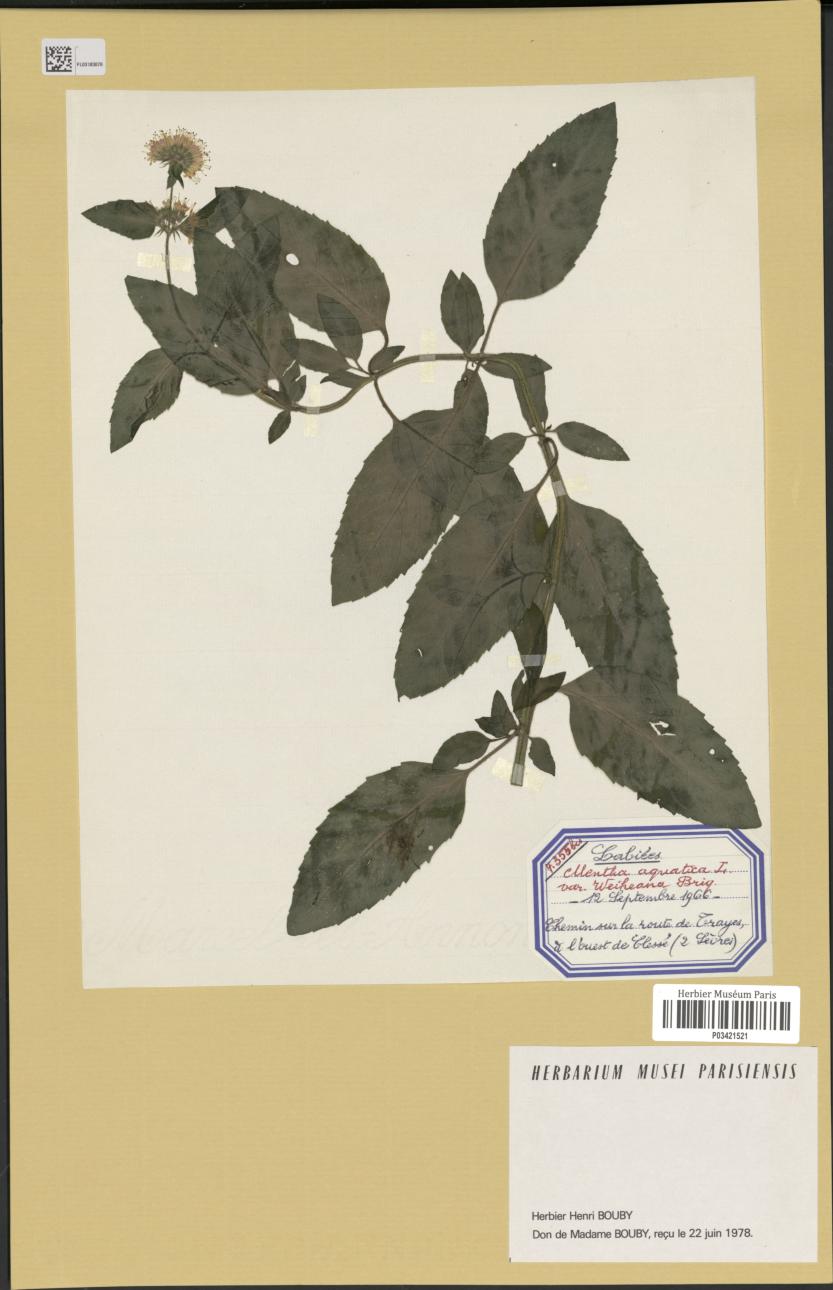 Labiées
Mentha aquatica L.
var. Weiheana Briq.
— 12 Septembre 1966 —
Chemin sur la route de Trayes,
à l'ouest de Clessé (2 Sèvres)
Herbier Muséum Paris
P03421521
HERBARIUM MUSEI PARISIENSIS
Herbier Henri BOUBY
Don de Madame BOUBY, reçu le 22 juin 1978.